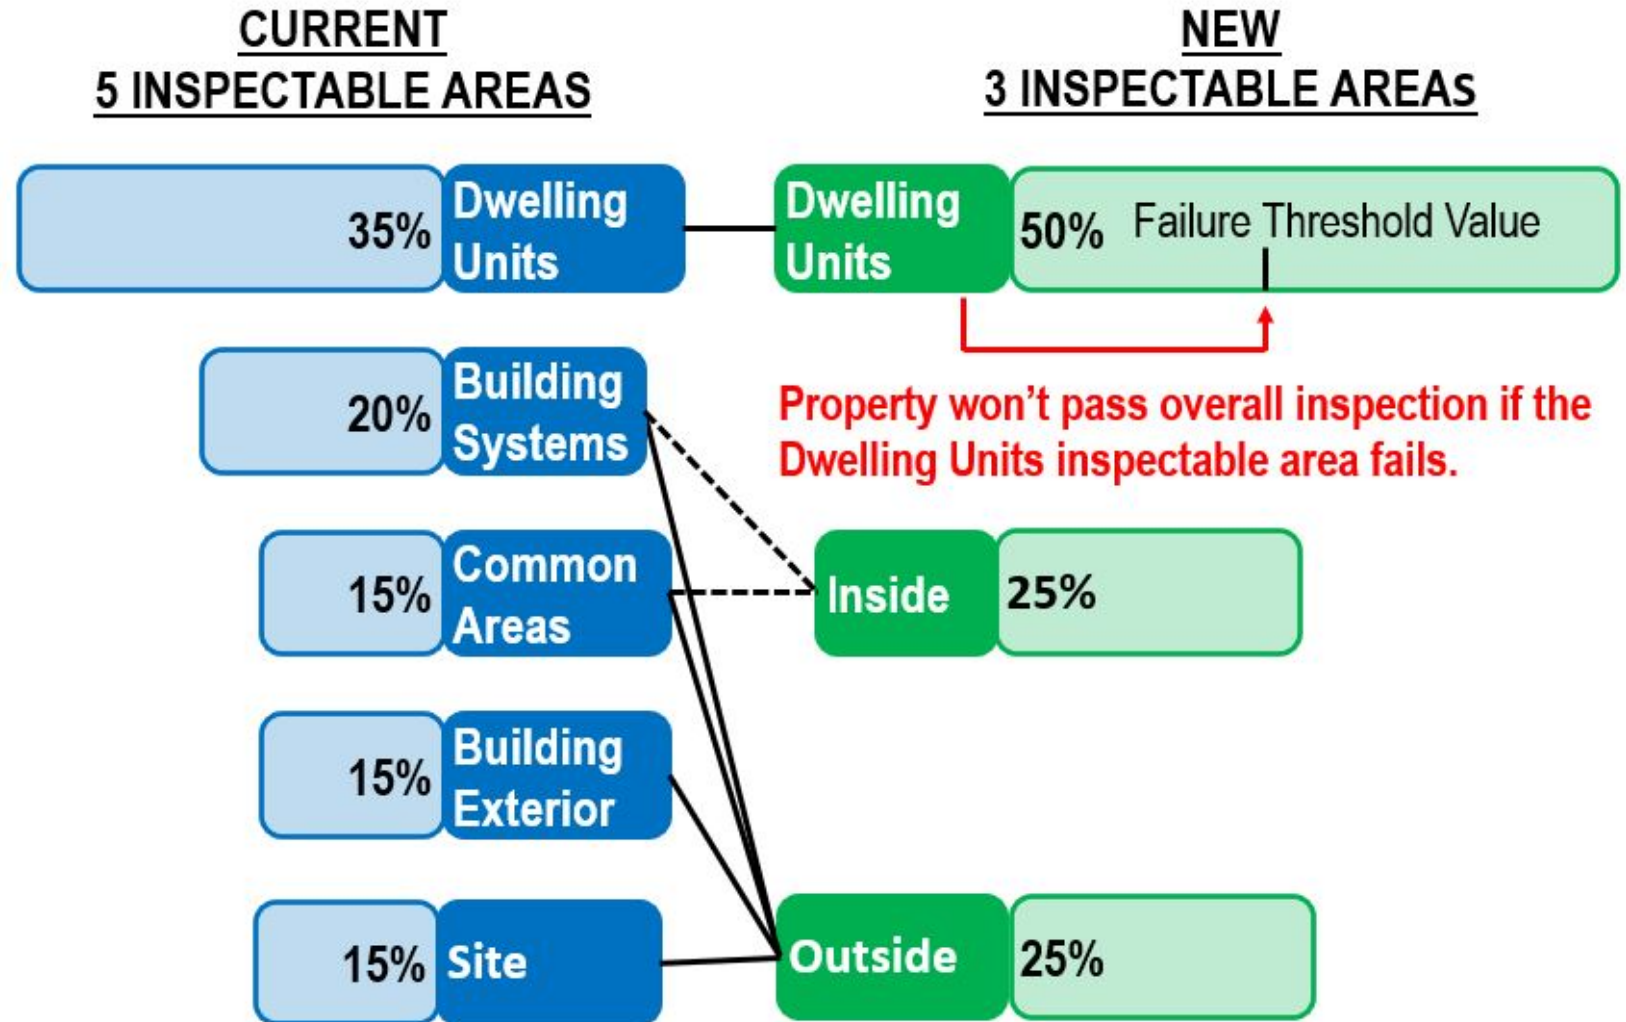 CURRENT
5 INSPECTABLE AREAS
NEW
3 INSPECTABLE AREAS
35%
Dwelling
Units
Dwelling
Units
50%
Failure Threshold Value
20%
Building
Systems
Property won't pass overall inspection if the
Dwelling Units inspectable area fails.
15%
Common
Areas
Inside
25%
15%
Building
Exterior
15%
Site
Outside
25%